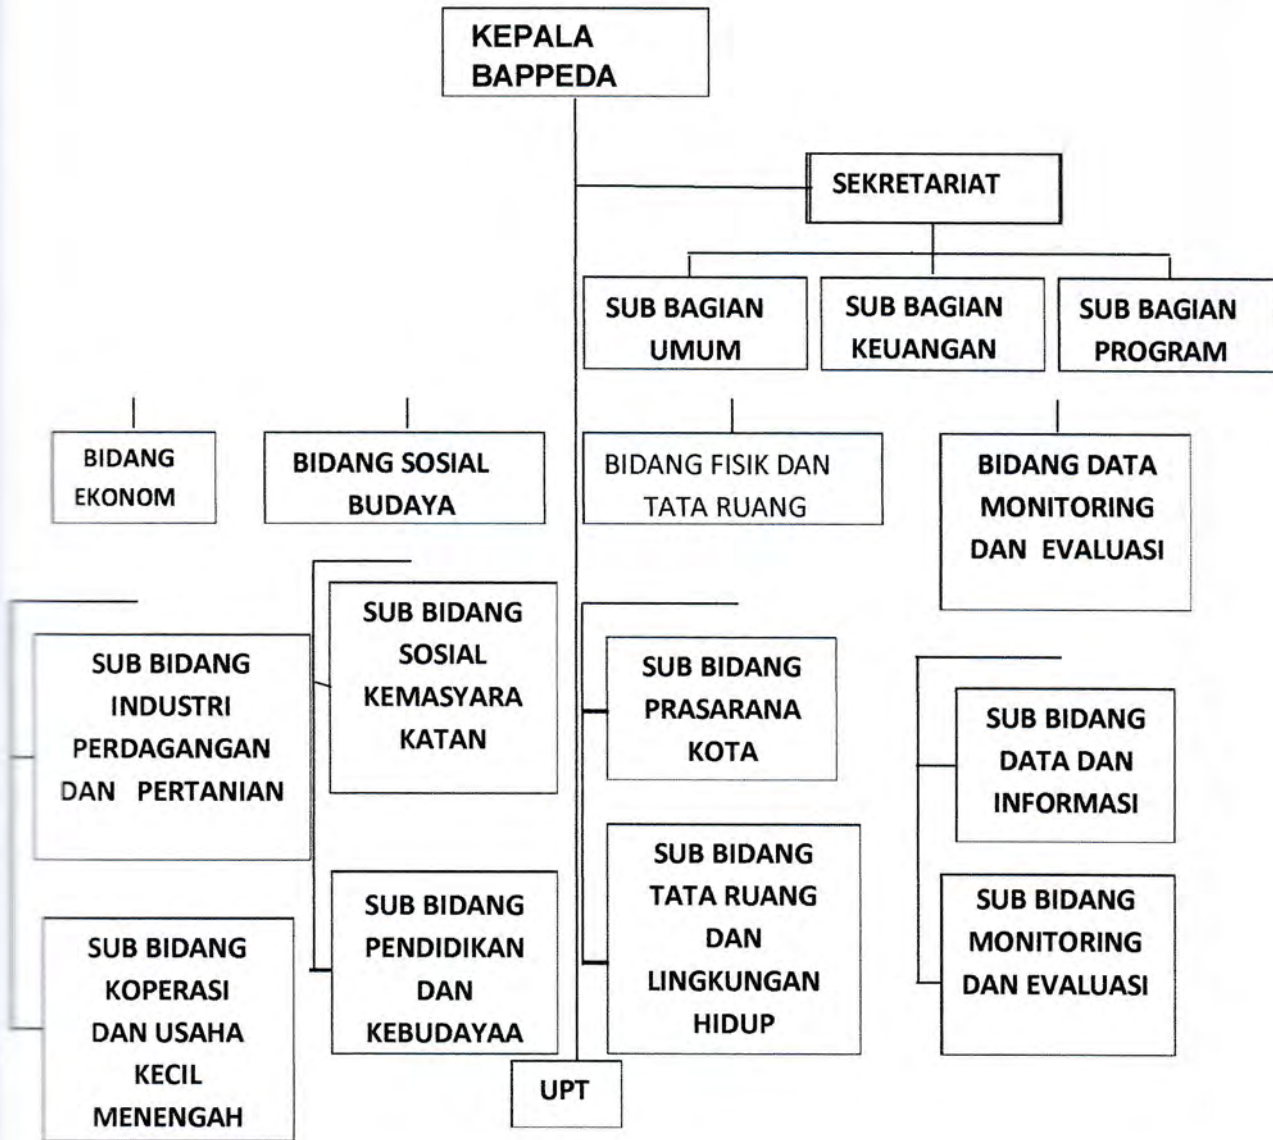 KEPALA
BAPPEDA
SEKRETARIAT
SUB BAGIAN
UMUM
SUB BAGIAN
KEUANGAN
SUB BAGIAN
PROGRAM
BIDANG
EKONOM
BIDANG SOSIAL
BUDAYA
BIDANG FISIK DAN
TATA RUANG
BIDANG DATA
MONITORING
DAN EVALUASI
SUB BIDANG
INDUSTRI
PERDAGANGAN
DAN PERTANIAN
SUB BIDANG
SOSIAL
KEMASYARA
KATAN
SUB BIDANG
PRASARANA
KOTA
SUB BIDANG
DATA DAN
INFORMASI
SUB BIDANG
KOPERASI
DAN USAHA
KECIL
MENENGAH
SUB BIDANG
PENDIDIKAN
DAN
KEBUDAYAA
SUB BIDANG
TATA RUANG
DAN
LINGKUNGAN
HIDUP
SUB BIDANG
MONITORING
DAN EVALUASI
UPT